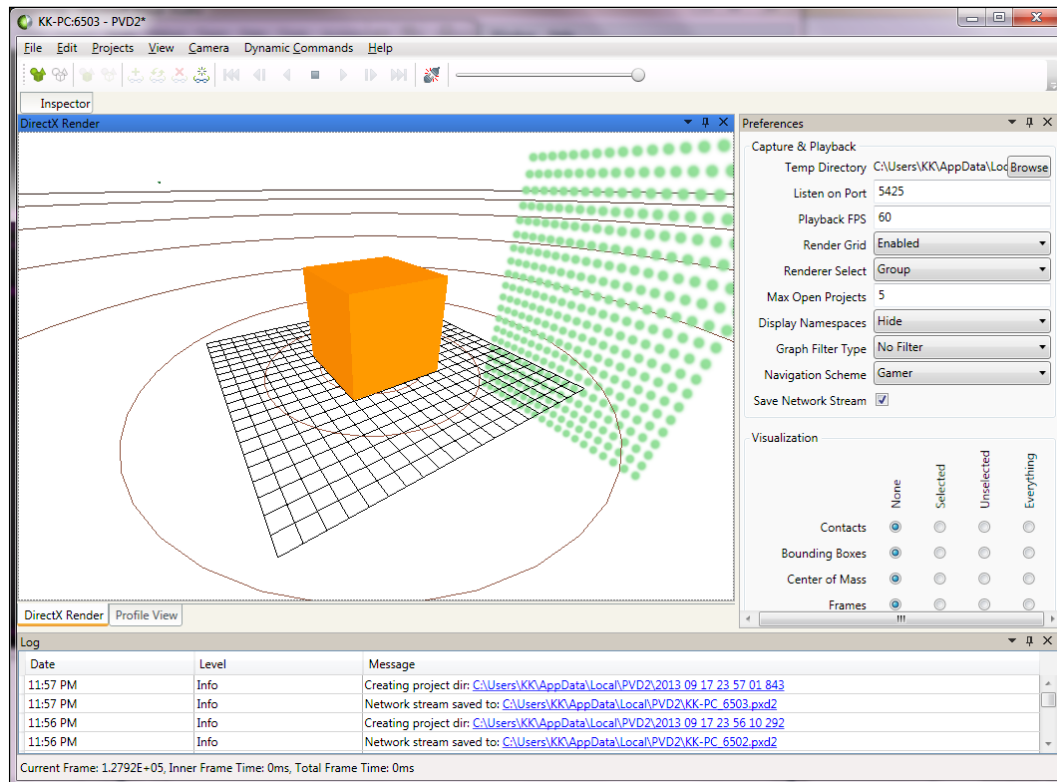 KK-PC:6503 - PVD2*
File Edit Projects View Camera Dynamic Commands Help
Inspector
DirectX Render
Preferences
Capture & Playback
Temp Directory C:\Users\KK\AppData\Loc Browse
Listen on Port 5425
Playback FPS 60
Render Grid Enabled
Renderer Select Group
Max Open Projects 5
Display Namespaces Hide
Graph Filter Type No Filter
Navigation Scheme Gamer
Save Network Stream
Visualization
None Selected Unselected Everything
Contacts
Bounding Boxes
Center of Mass
Frames
DirectX Render Profile View
Log
Date Level Message
11:57 PM Info Creating project dir: C:\Users\KK\AppData\Local\PVD2\2013 09 17 23 57 01 843
11:57 PM Info Network stream saved to: C:\Users\KK\AppData\Local\PVD2\KK-PC_6503.pxd2
11:56 PM Info Creating project dir: C:\Users\KK\AppData\Local\PVD2\2013 09 17 23 56 10 292
11:56 PM Info Network stream saved to: C:\Users\KK\AppData\Local\PVD2\KK-PC_6502.pxd2
Current Frame: 1.2792E+05, Inner Frame Time: 0ms, Total Frame Time: 0ms